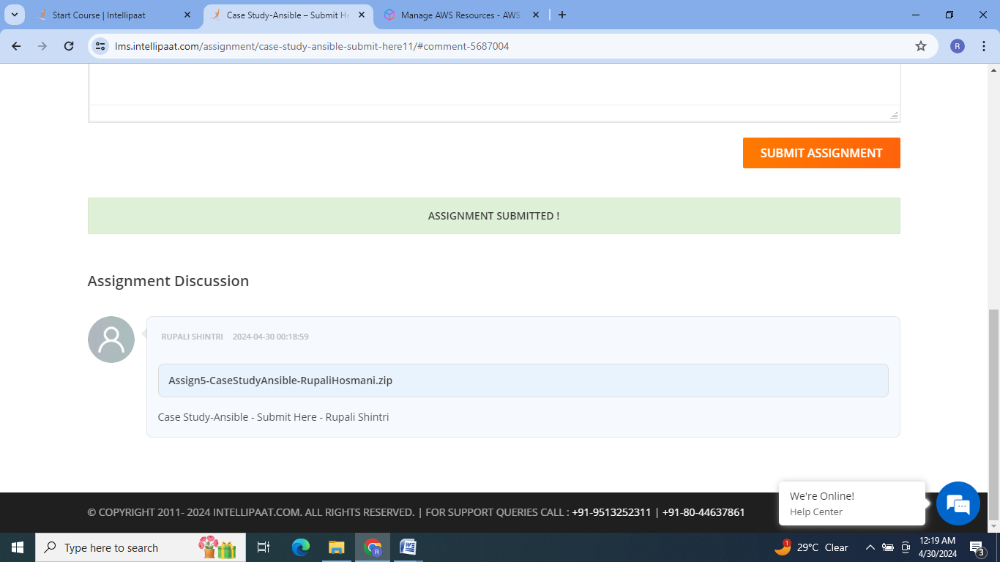 Start Course | Intellipaat
Case Study-Ansible – Submit He
Manage AWS Resources - AWS
lms.intellipaat.com/assignment/case-study-ansible-submit-here11/#comment-5687004
R
SUBMIT ASSIGNMENT
ASSIGNMENT SUBMITTED !
Assignment Discussion
RUPALI SHINTRI 2024-04-30 00:18:59
Assign5-CaseStudyAnsible-RupaliHosmani.zip
Case Study-Ansible - Submit Here - Rupali Shintri
We're Online!
Help Center
© COPYRIGHT 2011- 2024 INTELLIPAAT.COM. ALL RIGHTS RESERVED. | FOR SUPPORT QUERIES CALL : +91-9513252311 | +91-80-44637861
Type here to search
R
W
1
29°C Clear
12:19 AM
4/30/2024
3